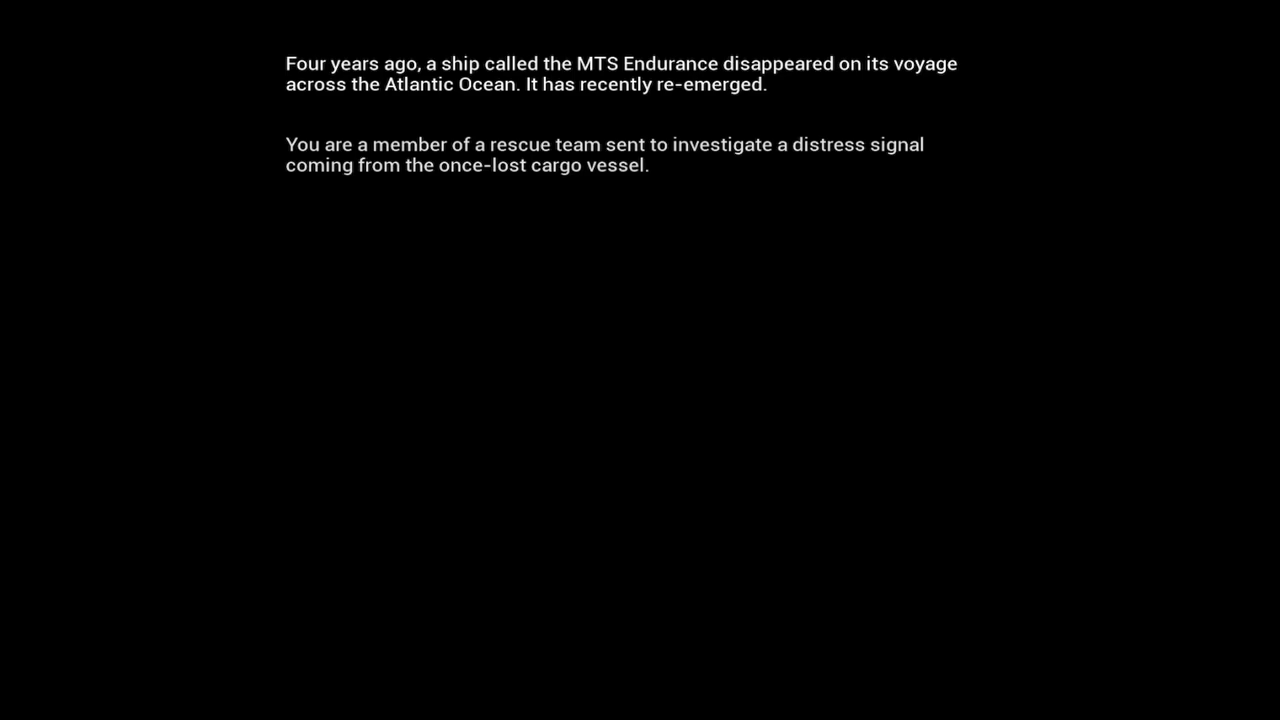 Four years ago, a ship called the MTS Endurance disappeared on its voyage
across the Atlantic Ocean. It has recently re-emerged.
You are a member of a rescue team sent to investigate a distress signal
coming from the once-lost cargo vessel.